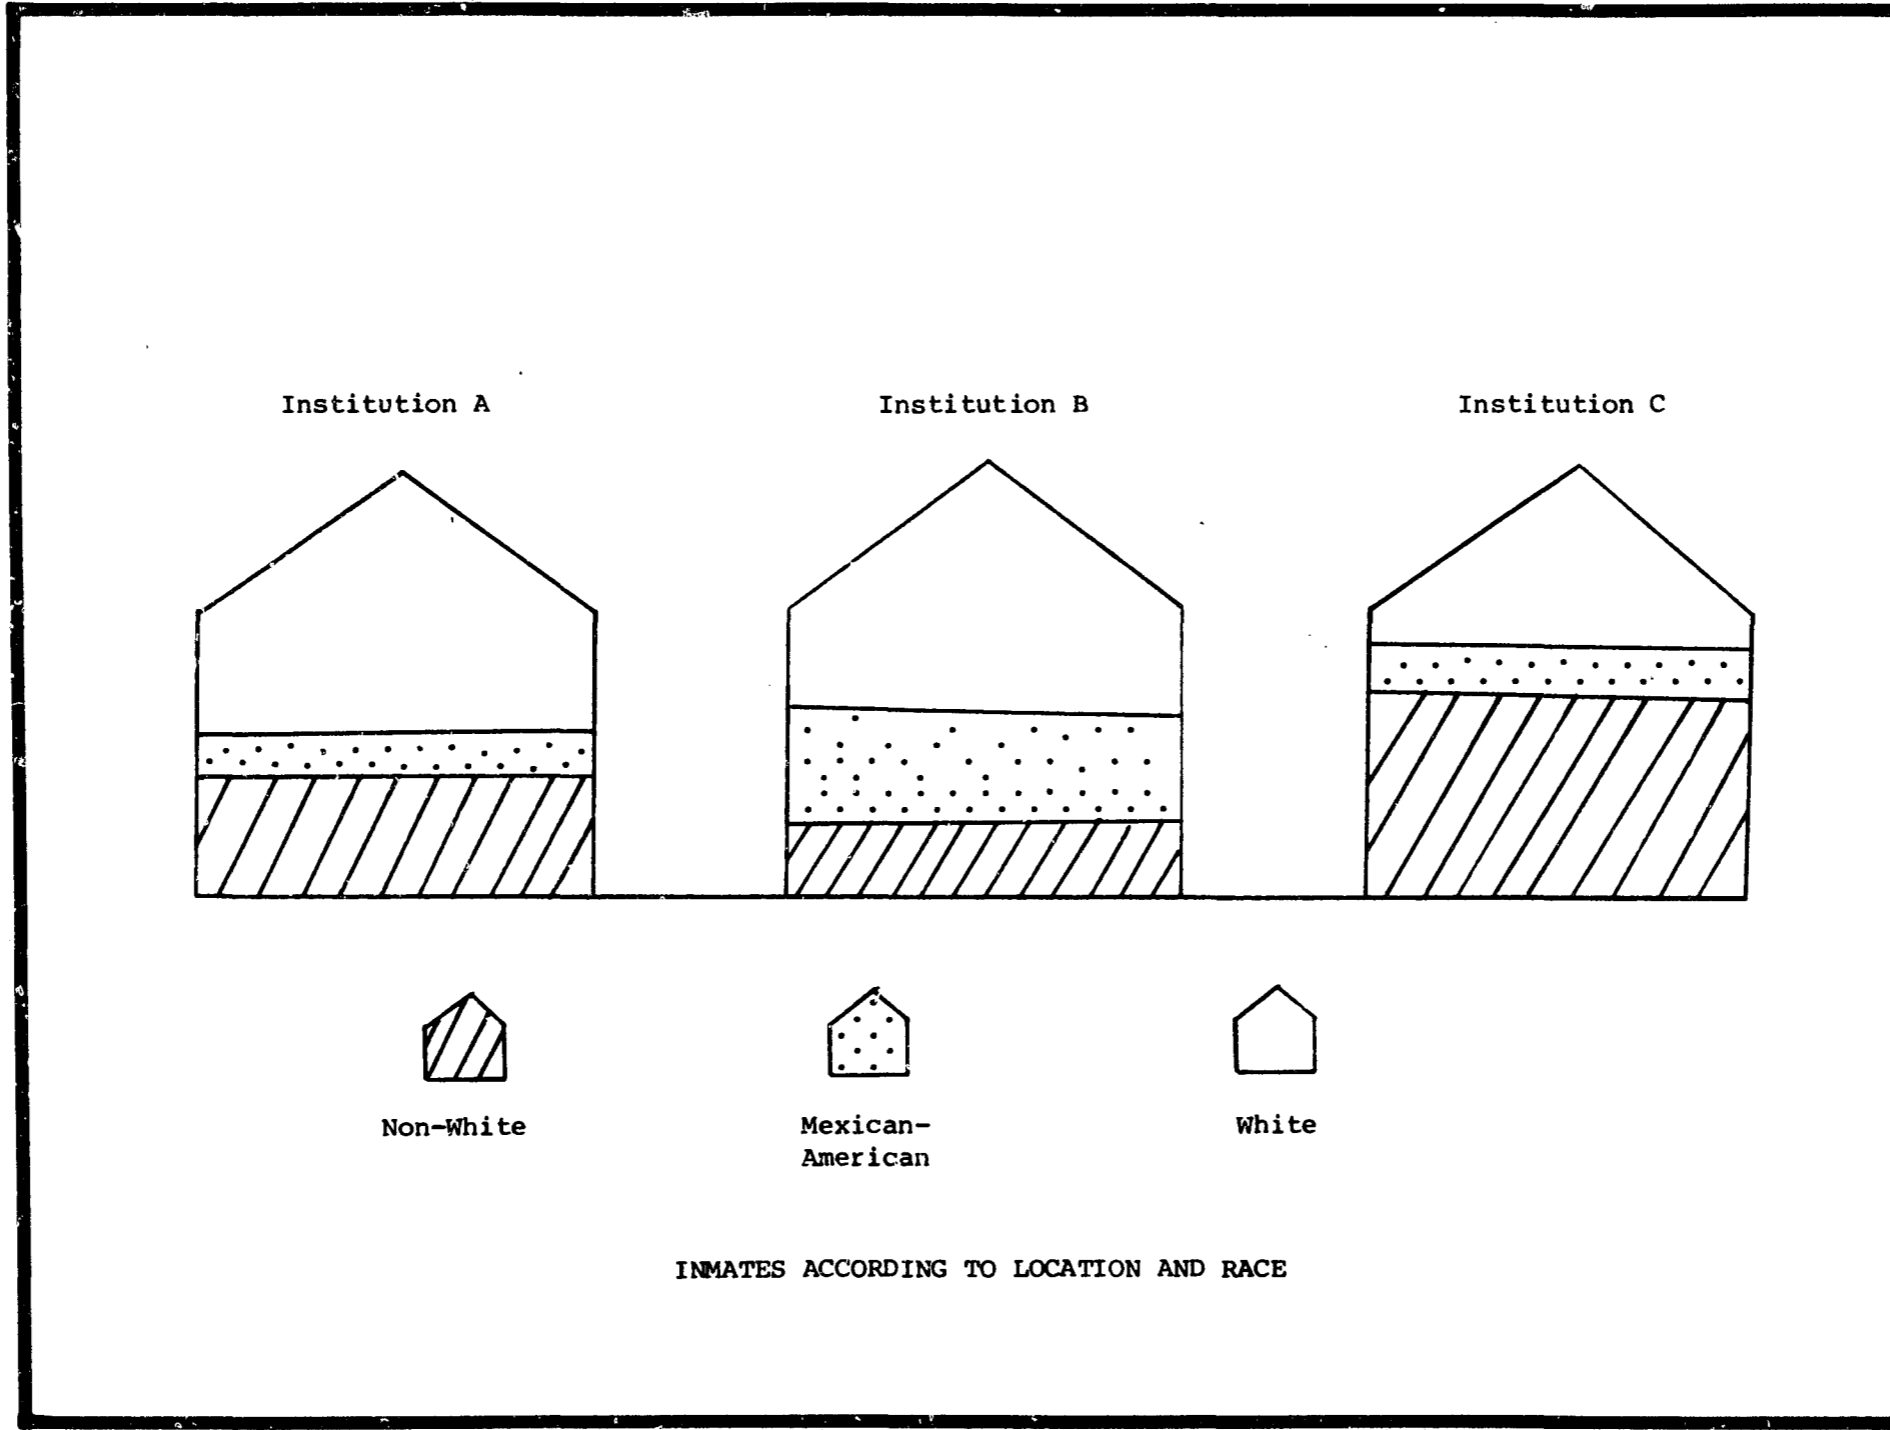 Institution A
Institution B
Institution C
Non-White
Mexican-
American
White
INMATES ACCORDING TO LOCATION AND RACE